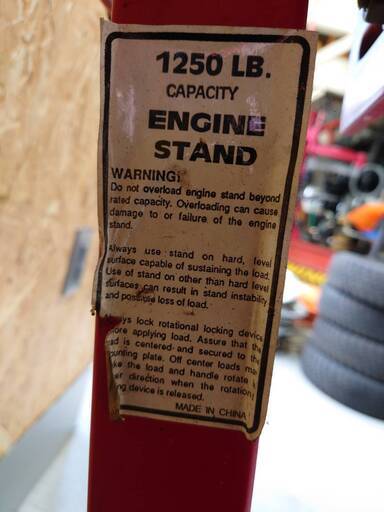 1250 LB.
CAPACITY
ENGINE
STAND
WARNING!
Do not overload engine stand beyond
rated capacity. Overloading can cause
damage to or failure of the engine
stand.
Always use stand on hard, level
surface capable of sustaining the load.
Use of stand on other than hard level
surfaces can result in stand instability
and possible loss of load.
lock rotational locking device
applying load. Assure that the
is centered and secured to the
plate. Off center loads
the load and handle rotate
direction when the
device is released.
MADE IN CHINA